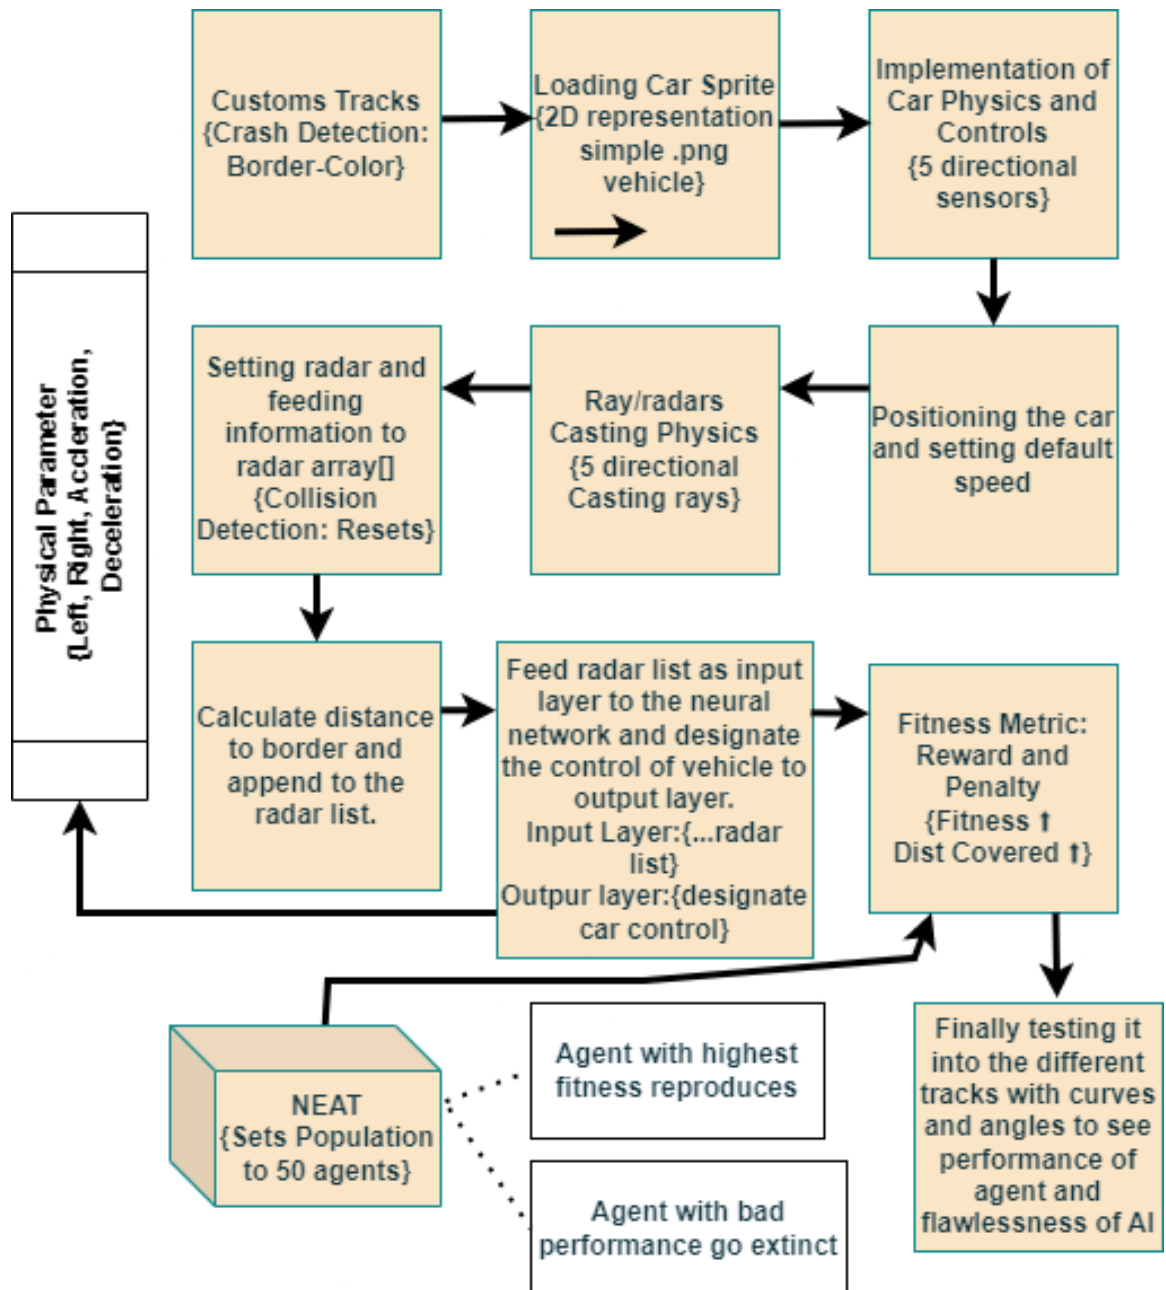 Customs Tracks
{Crash Detection:
Border-Color}
Loading Car Sprite
{2D representation
simple .png
vehicle}
Implementation of
Car Physics and
Controls
{5 directional
sensors}
Physical Parameter
{Left, Right, Accleration,
Deceleration}
Setting radar and
feeding
information to
radar array[]
{Collision
Detection: Resets}
Ray/radars
Casting Physics
{5 directional
Casting rays}
Positioning the car
and setting default
speed
Calculate distance
to border and
append to the
radar list.
Feed radar list as input
layer to the neural
network and designate
the control of vehicle to
output layer.
Input Layer:{...radar
list}
Outpur layer:{designate
car control}
Fitness Metric:
Reward and
Penalty
{Fitness ⬆
Dist Covered ⬆}
NEAT
{Sets Population
to 50 agents}
Agent with highest
fitness reproduces
Agent with bad
performance go extinct
Finally testing it
into the different
tracks with curves
and angles to see
performance of
agent and
flawlessness of AI